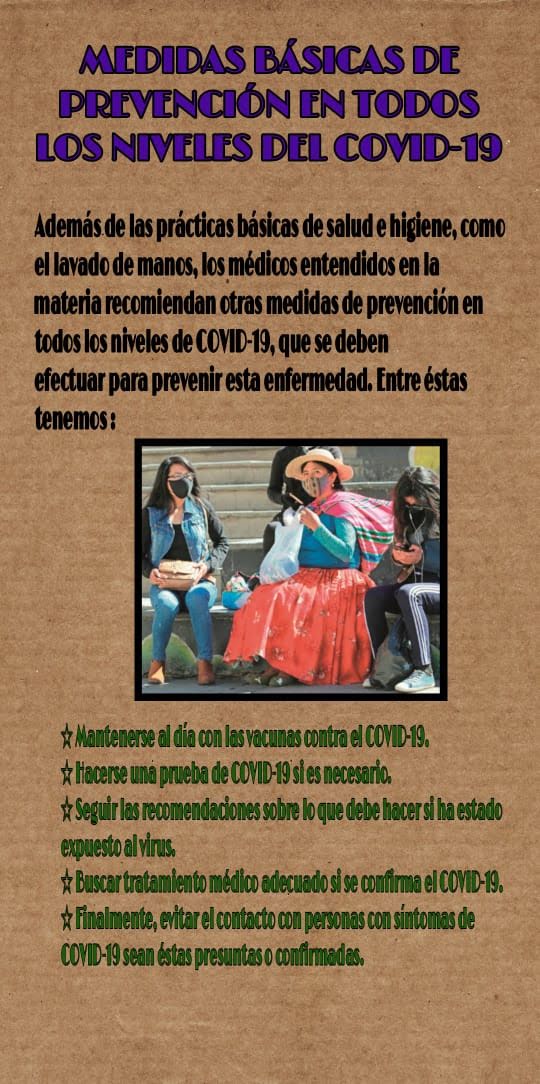 MEDIDAS BÁSICAS DE
PREVENCIÓN EN TODOS
LOS NIVELES DEL COVID-19
Además de las prácticas básicas de salud e higiene, como
el lavado de manos, los médicos entendidos en la
materia recomiendan otras medidas de prevención en
todos los niveles de COVID-19, que se deben
efectuar para prevenir esta enfermedad. Entre éstas
tenemos :
☆ Mantenerse al día con las vacunas contra el COVID-19.
☆ Hacerse una prueba de COVID-19 si es necesario.
☆ Seguir las recomendaciones sobre lo que debe hacer si ha estado
expuesto al virus.
☆ Buscar tratamiento médico adecuado si se confirma el COVID-19.
☆ Finalmente, evitar el contacto con personas con síntomas de
COVID-19 sean éstas presuntas o confirmadas.